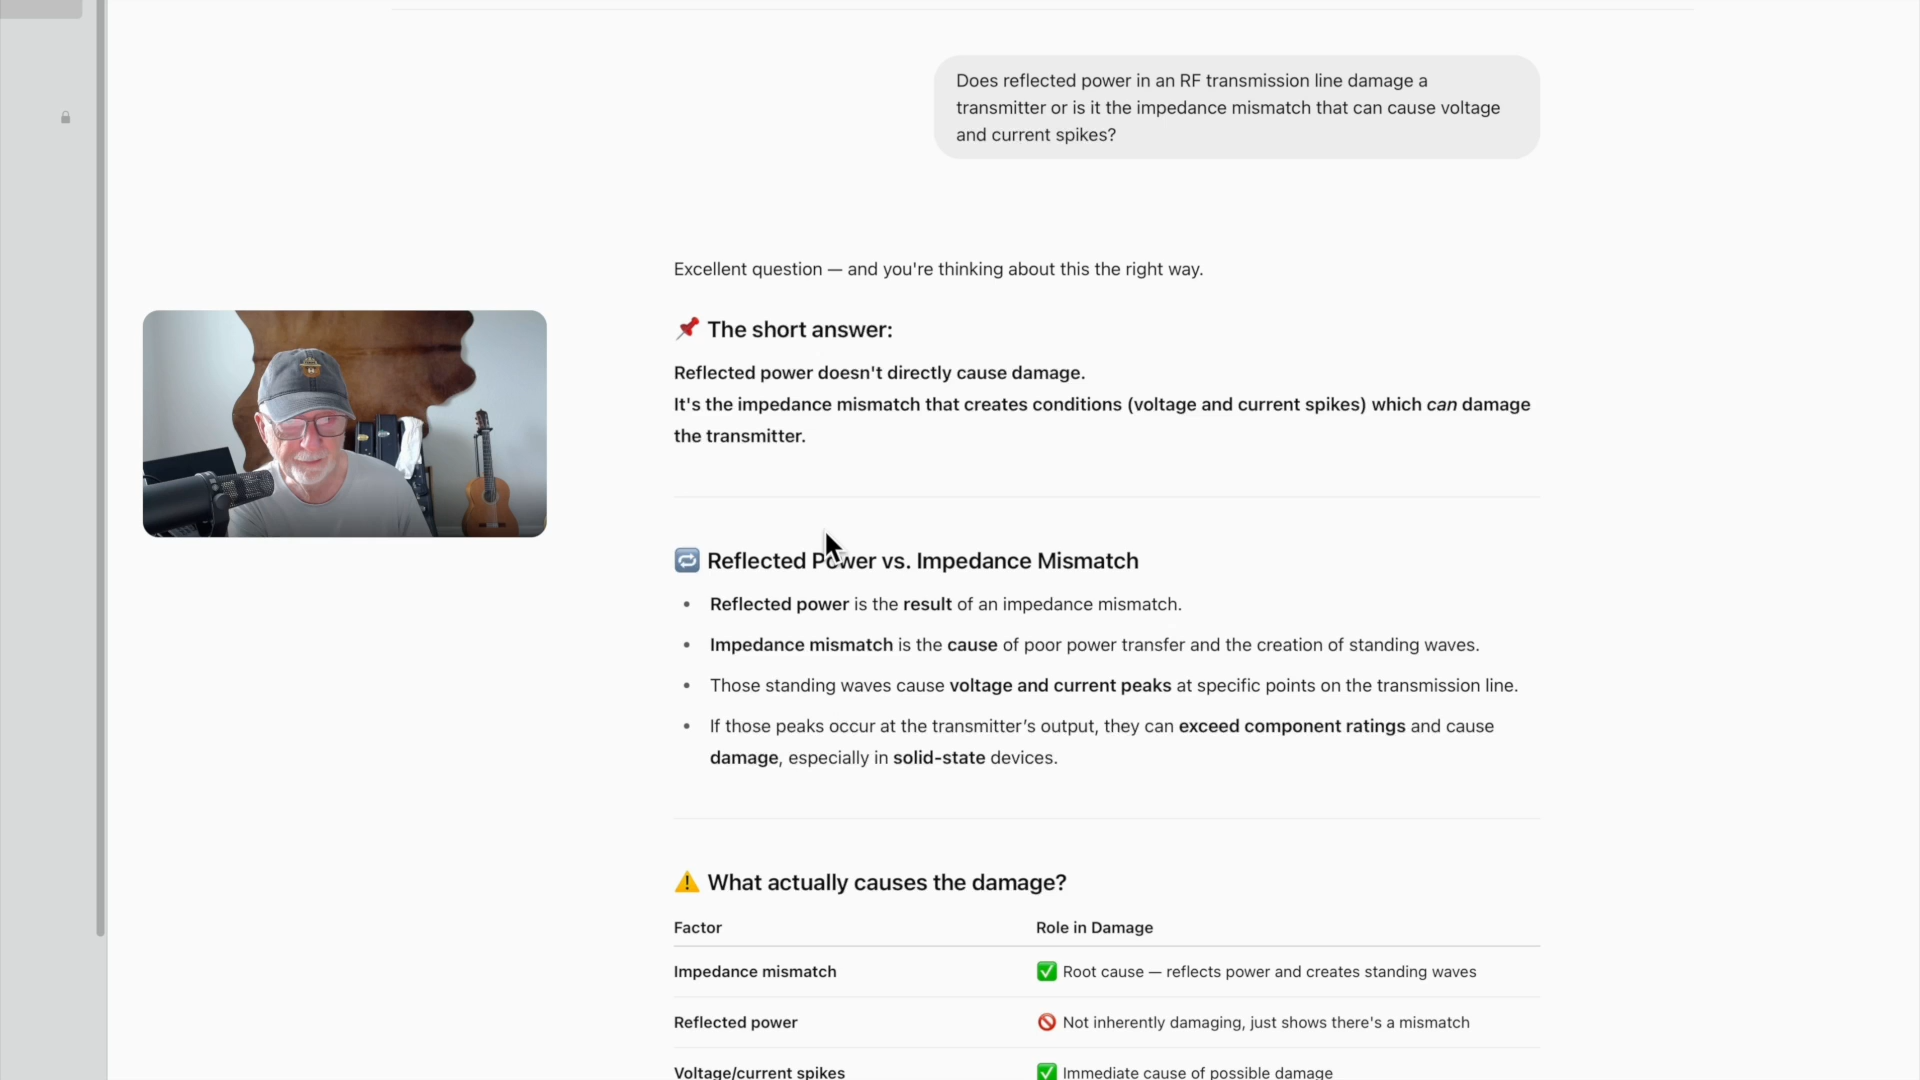 Does reflected power in an RF transmission line damage a
transmitter or is it the impedance mismatch that can cause voltage
and current spikes?
Excellent question — and you're thinking about this the right way.
📌 The short answer:
Reflected power doesn't directly cause damage.
It's the impedance mismatch that creates conditions (voltage and current spikes) which can damage
the transmitter.
🔁 Reflected Power vs. Impedance Mismatch
• Reflected power is the result of an impedance mismatch.
• Impedance mismatch is the cause of poor power transfer and the creation of standing waves.
• Those standing waves cause voltage and current peaks at specific points on the transmission line.
• If those peaks occur at the transmitter’s output, they can exceed component ratings and cause
damage, especially in solid-state devices.
⚠️ What actually causes the damage?
Factor Role in Damage
Impedance mismatch ✅ Root cause — reflects power and creates standing waves
Reflected power 🚫 Not inherently damaging, just shows there's a mismatch
Voltage/current spikes ✅ Immediate cause of possible damage